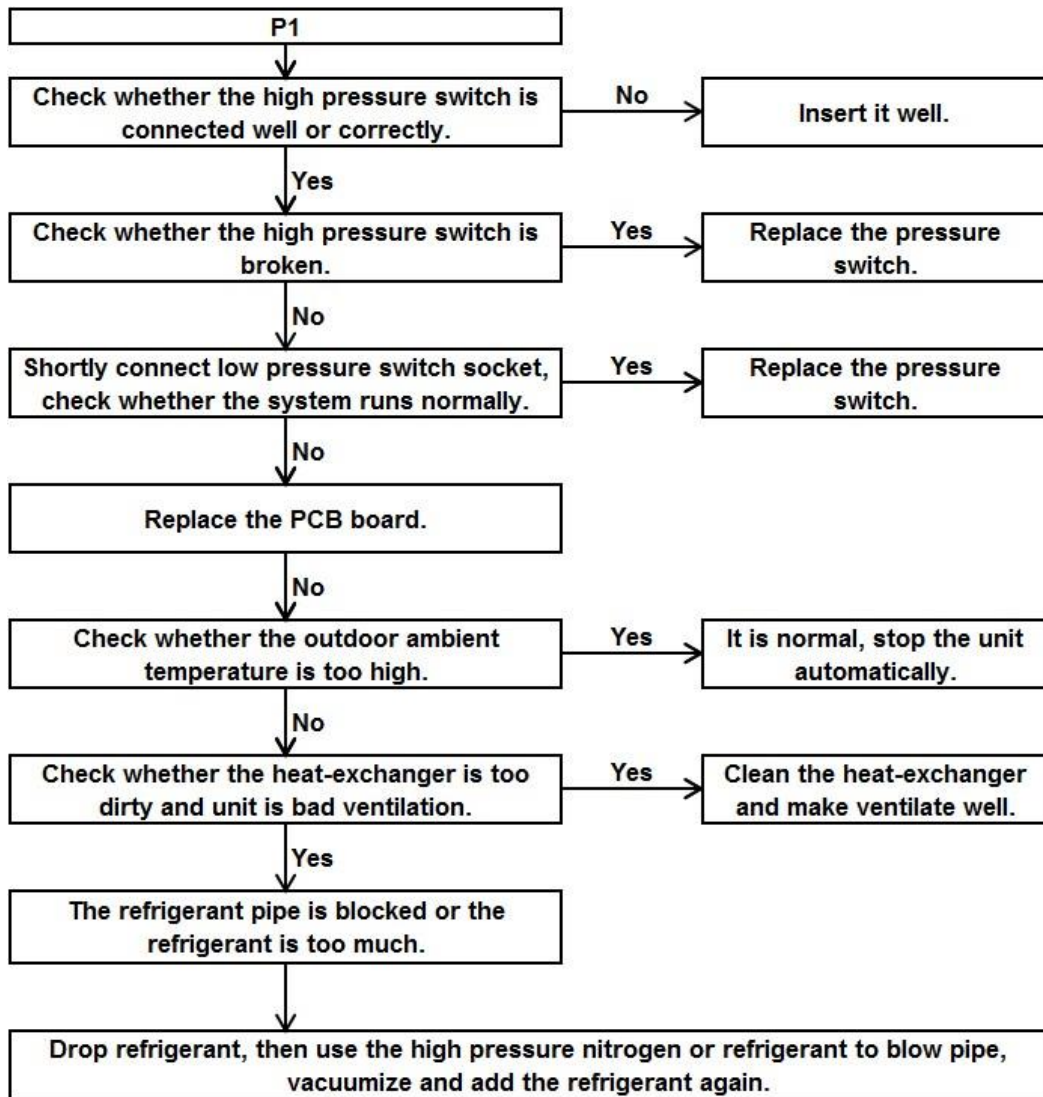 P1
Check whether the high pressure switch is
connected well or correctly.
No
Insert it well.
Yes
Check whether the high pressure switch is
broken.
Yes
Replace the pressure
switch.
No
Shortly connect low pressure switch socket,
check whether the system runs normally.
Yes
Replace the pressure
switch.
No
Replace the PCB board.
No
Check whether the outdoor ambient
temperature is too high.
Yes
It is normal, stop the unit
automatically.
No
Check whether the heat-exchanger is too
dirty and unit is bad ventilation.
Yes
Clean the heat-exchanger
and make ventilate well.
Yes
The refrigerant pipe is blocked or the
refrigerant is too much.
Drop refrigerant, then use the high pressure nitrogen or refrigerant to blow pipe,
vacuumize and add the refrigerant again.